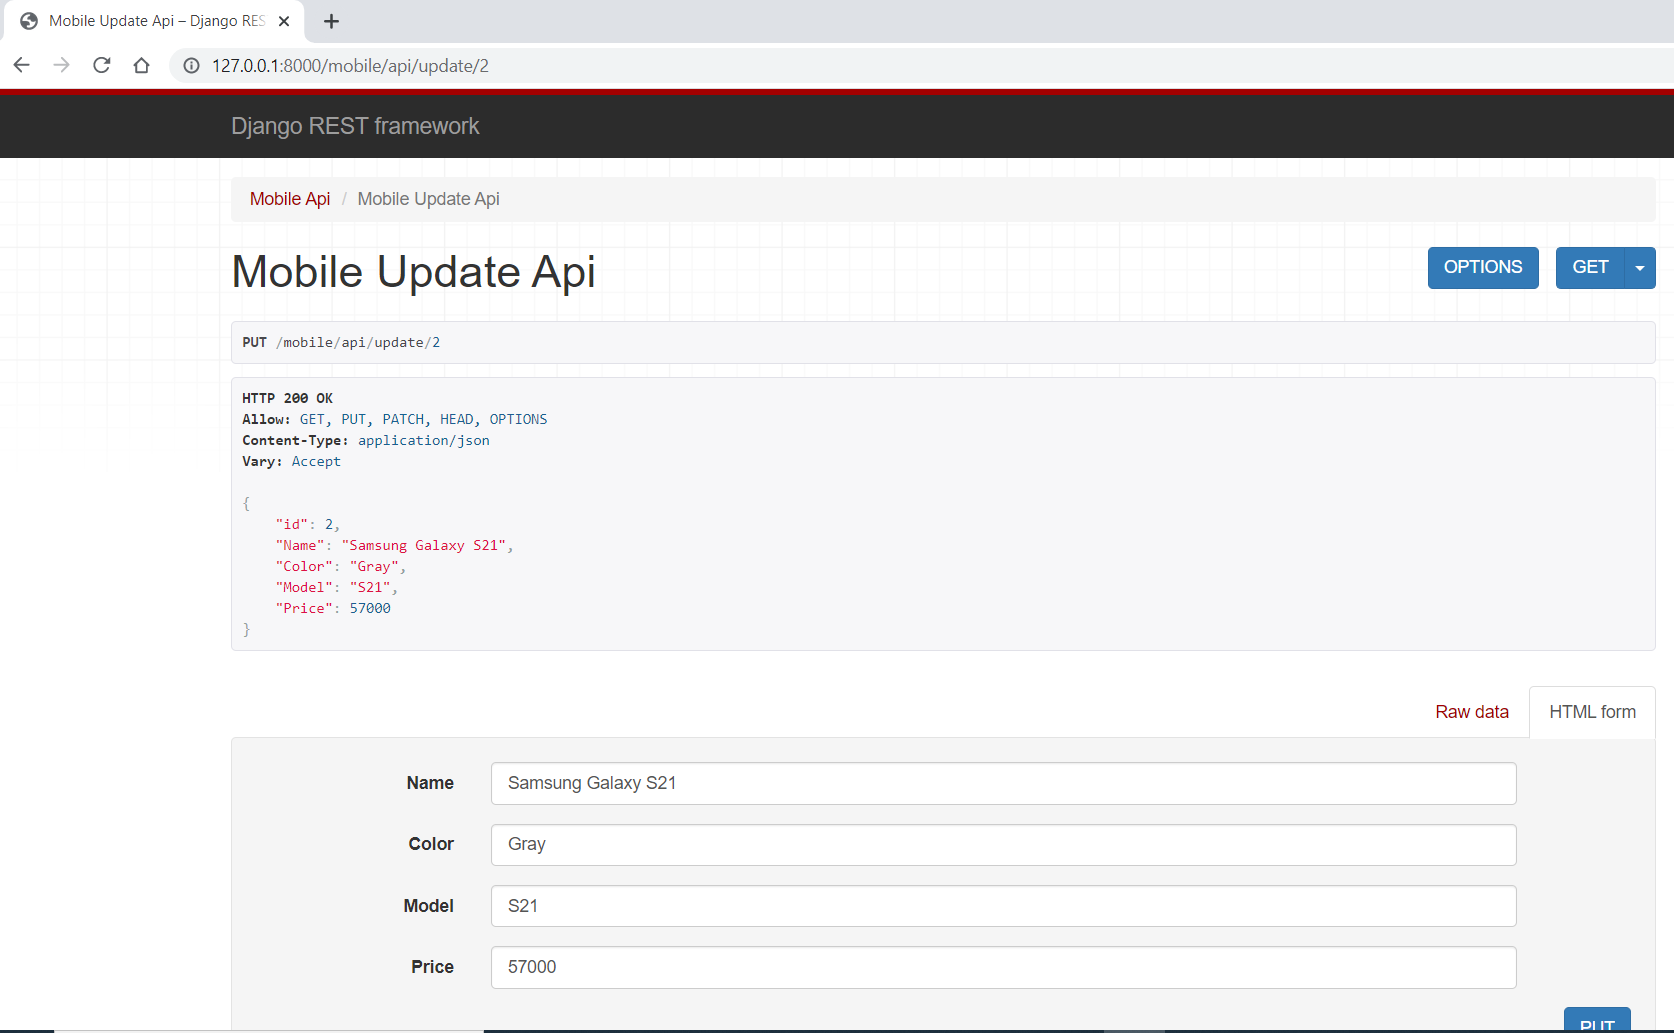 Mobile Update Api – Django RES
127.0.0.1:8000/mobile/api/update/2
Django REST framework
Mobile Api / Mobile Update Api
Mobile Update Api
OPTIONS
GET
PUT /mobile/api/update/2
HTTP 200 OK
Allow: GET, PUT, PATCH, HEAD, OPTIONS
Content-Type: application/json
Vary: Accept
{
"id": 2,
"Name": "Samsung Galaxy S21",
"Color": "Gray",
"Model": "S21",
"Price": 57000
}
Raw data
HTML form
Name Samsung Galaxy S21
Color Gray
Model S21
Price 57000
PUT